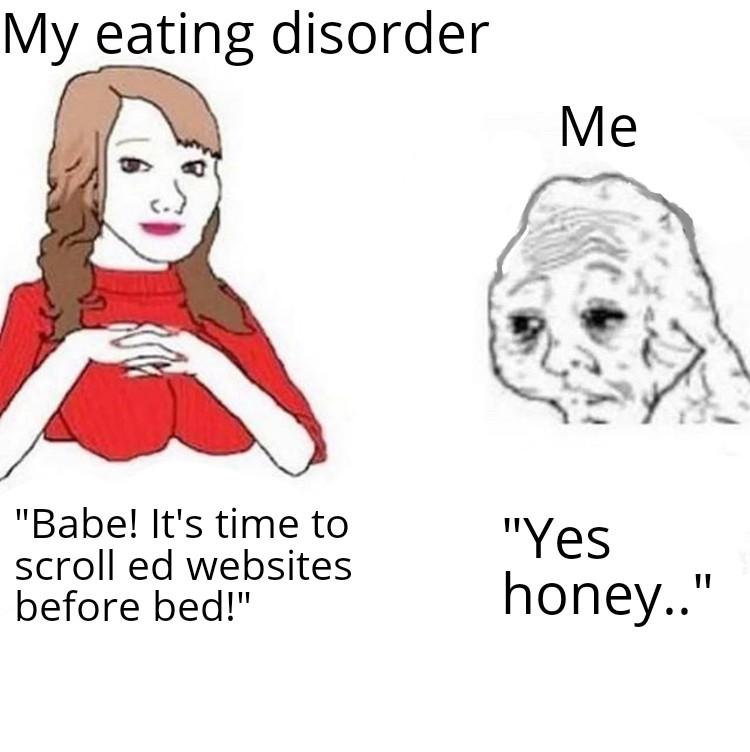 My eating disorder
Me
"Babe! It's time to
scroll ed websites
before bed!"
"Yes
honey.."